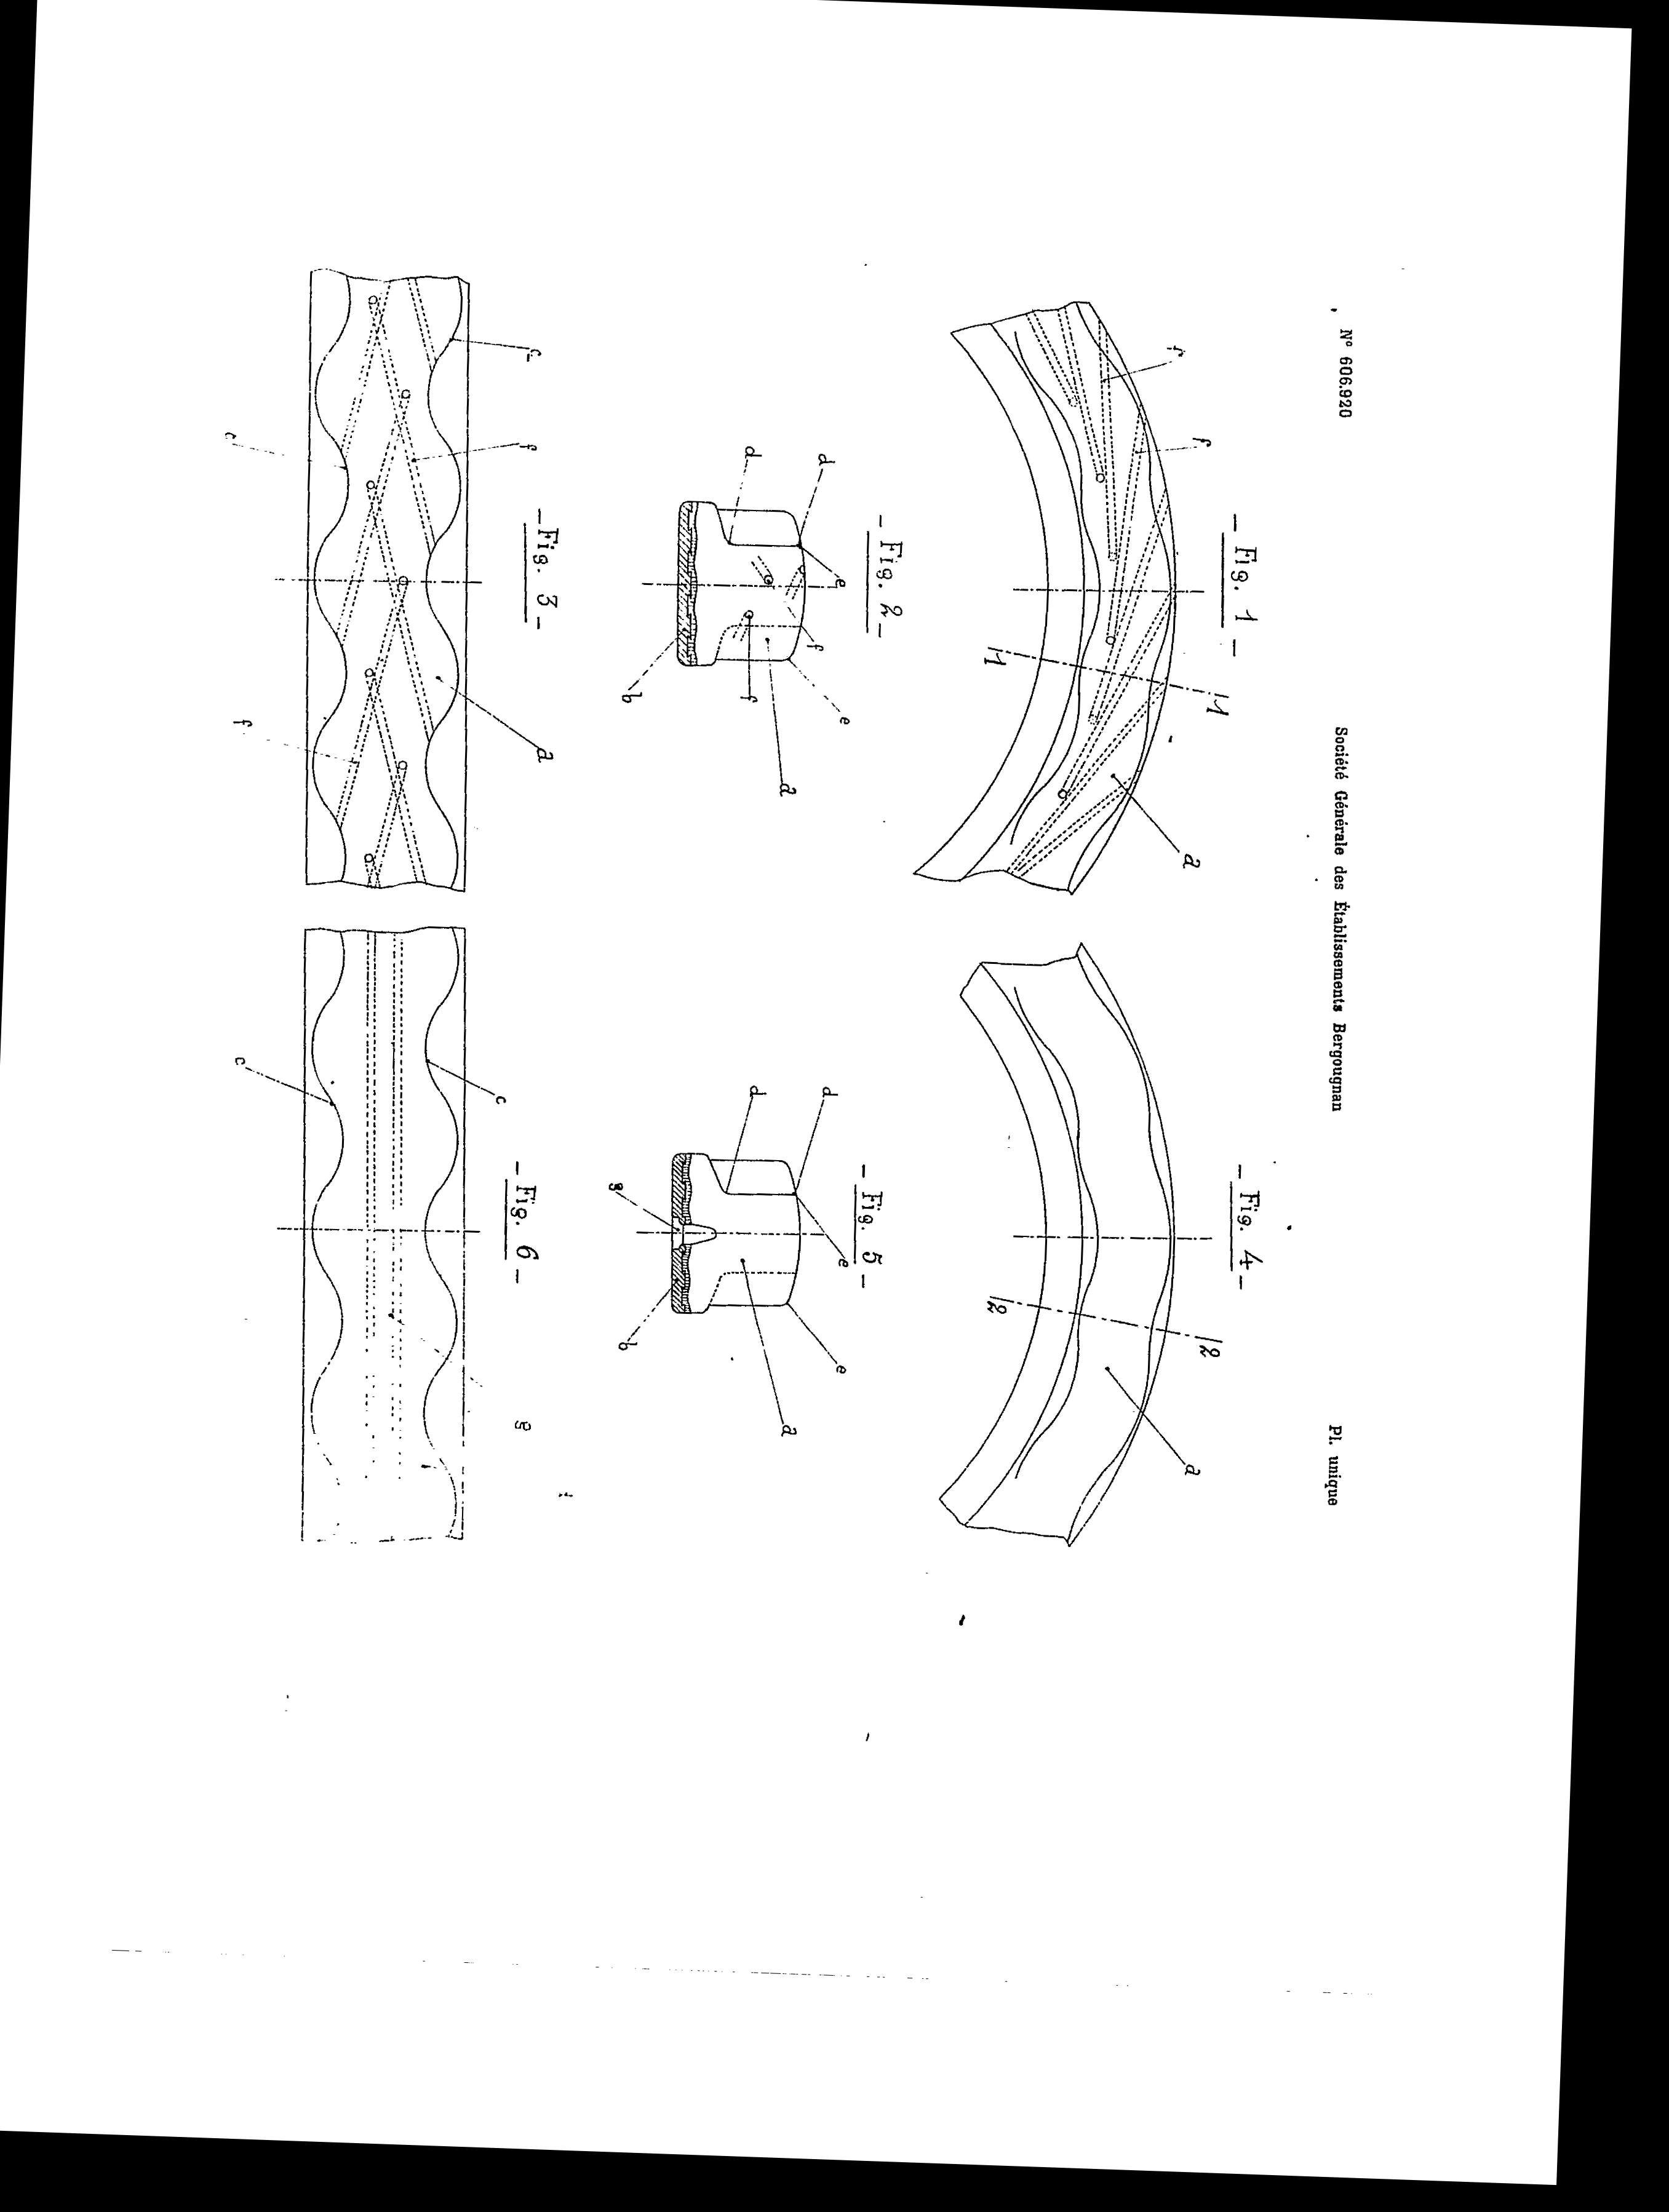 N° 606.920 Société Générale des Établissements Bergougnan Pl. unique
– Fig. 1 –
f
f
1
1
a
– Fig. 4 –
2
2
a
– Fig. 2 –
d
d
e
f
f
e
b
a
– Fig. 5 –
d
d
e
g
e
b
a
– Fig. 3 –
c
f
c
a
f
– Fig. 6 –
c
c
g